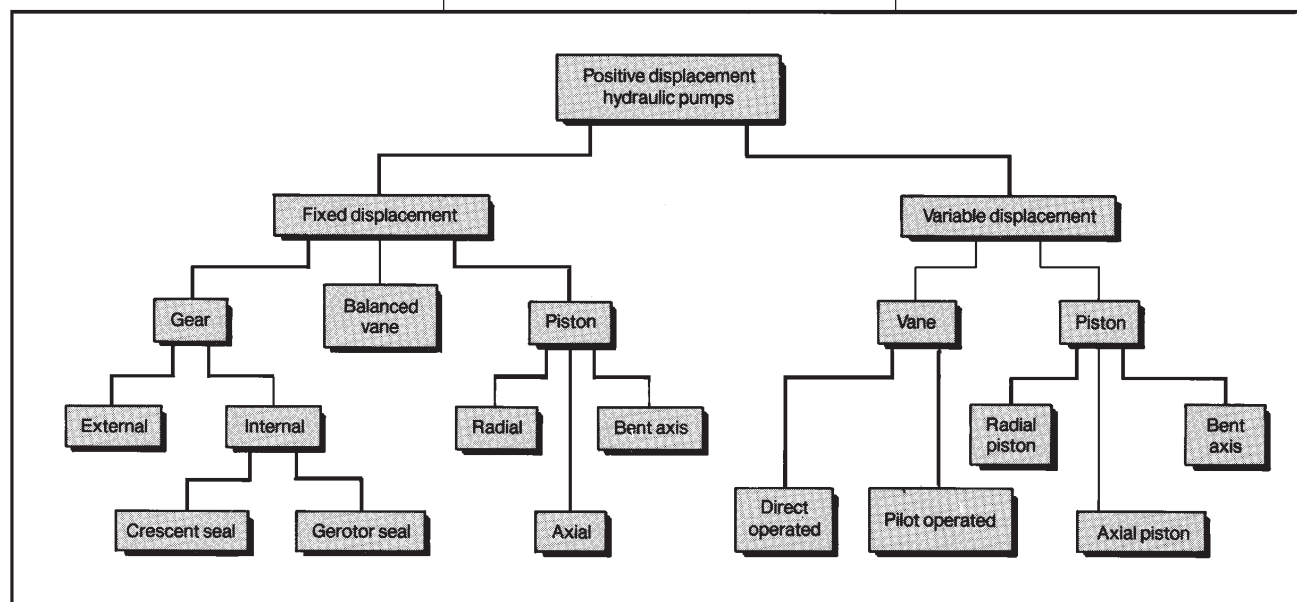 Positive displacement
hydraulic pumps
Fixed displacement
Variable displacement
Gear
Balanced
vane
Piston
Vane
Piston
External
Internal
Radial
Bent axis
Radial
piston
Bent
axis
Crescent seal
Gerotor seal
Axial
Direct
operated
Pilot operated
Axial piston